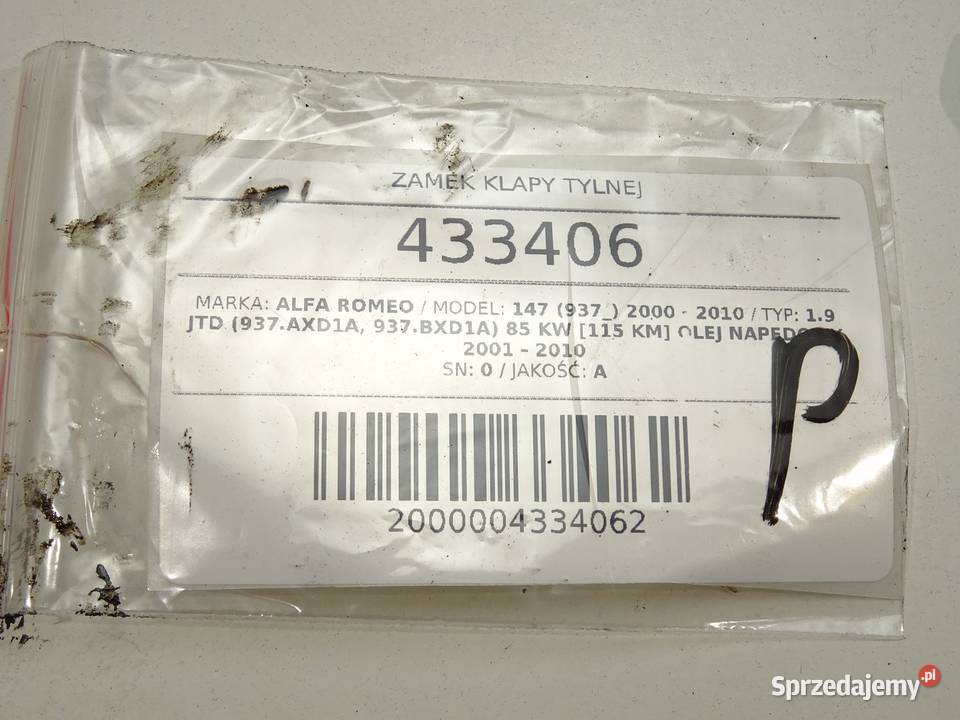 ZAMEK KLAPY TYLNEJ
433406
MARKA: ALFA ROMEO / MODEL: 147 (937_) 2000 - 2010 / TYP: 1.9
JTD (937.AXD1A, 937.BXD1A) 85 KW [115 KM] OLEJ
2001 - 2010
SN: 0 / JAKOŚĆ: A
2000004334062
P
Sprzedajemy.pl